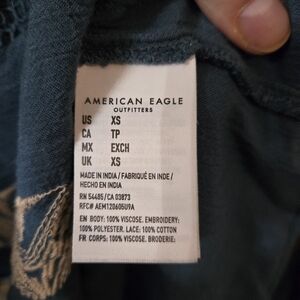 AMERICAN EAGLE
OUTFITTERS
US XS
CA TP
MX EXCH
UK XS
MADE IN INDIA / FABRIQUÉ EN INDE /
HECHO EN INDIA
RN 54485/CA 03873
RFC# AEM120605U9A
EN BODY: 100% VISCOSE. EMBROIDERY:
100% POLYESTER. LACE: 100% COTTON
FR CORPS: 100% VISCOSE. BRODERIE: